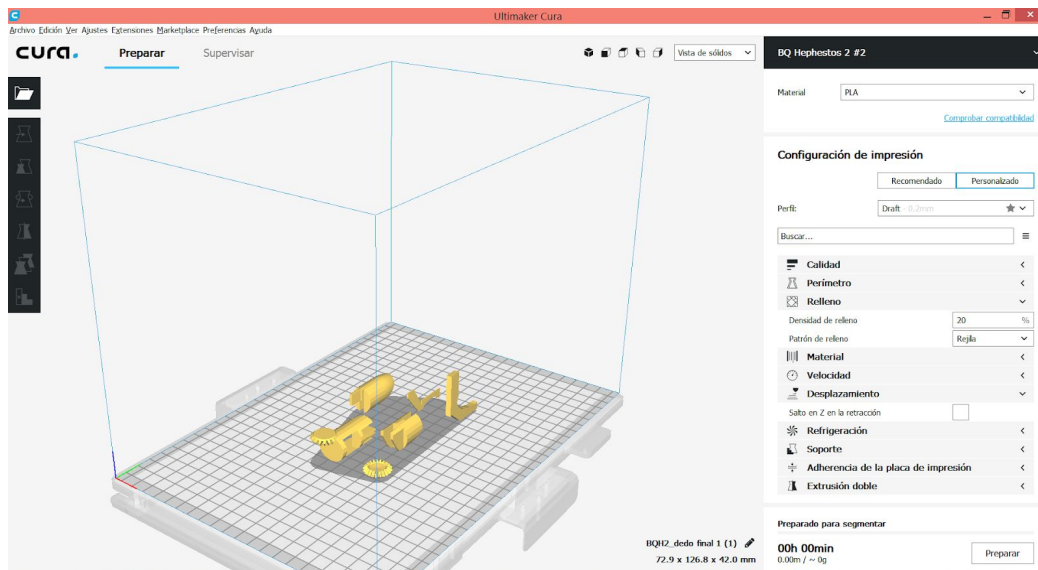 Ultimaker Cura
Archivo Edición Ver Ajustes Extensiones Marketplace Preferencias Ayuda
cura.
Preparar
Supervisar
Vista de sólidos
BQ Hephestos 2 #2
Material
PLA
Comprobar compatibilidad
Configuración de impresión
Recomendado
Personalizado
Perfil:
Draft - 0.2mm
Buscar...
Calidad
Perímetro
Relleno
Densidad de relleno
20
%
Patrón de relleno
Rejilla
Material
Velocidad
Desplazamiento
Salto en Z en la retracción
Refrigeración
Soporte
Adherencia de la placa de impresión
Extrusión doble
BQH2_dedo final 1 (1)
72.9 x 126.8 x 42.0 mm
Preparado para segmentar
00h 00min
0.00m / ~ 0g
Preparar